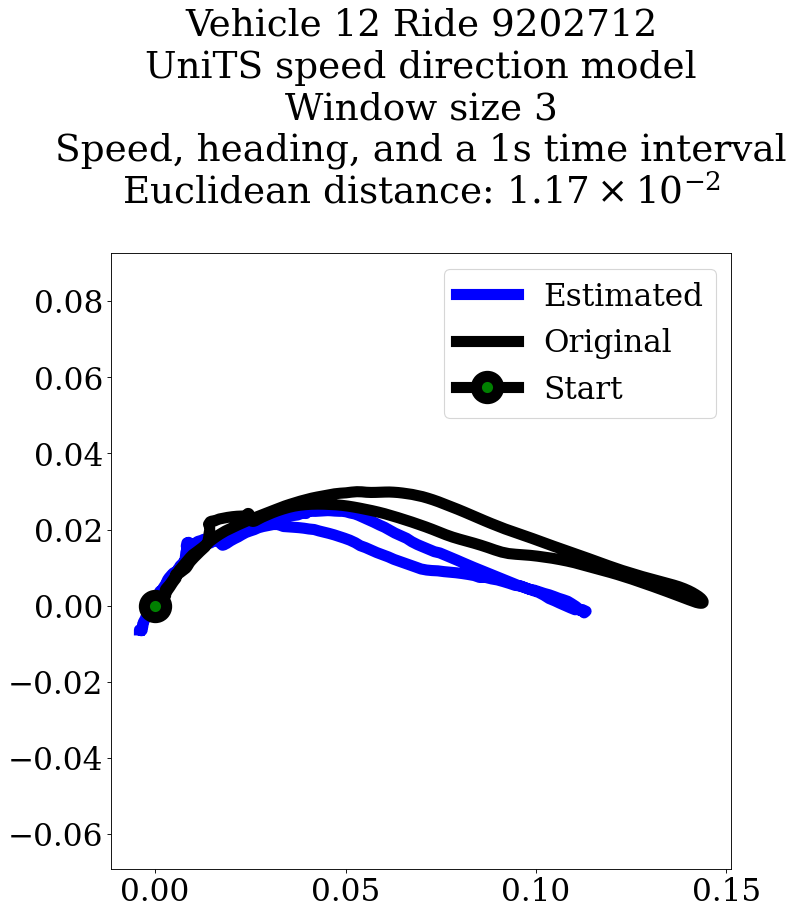 Vehicle 12 Ride 9202712
UniTS speed direction model
Window size 3
Speed, heading, and a 1s time interval
Euclidean distance: 1.17 × 10⁻²
Estimated
Original
Start
0.08
0.06
0.04
0.02
0.00
−0.02
−0.04
−0.06
0.00 0.05 0.10 0.15